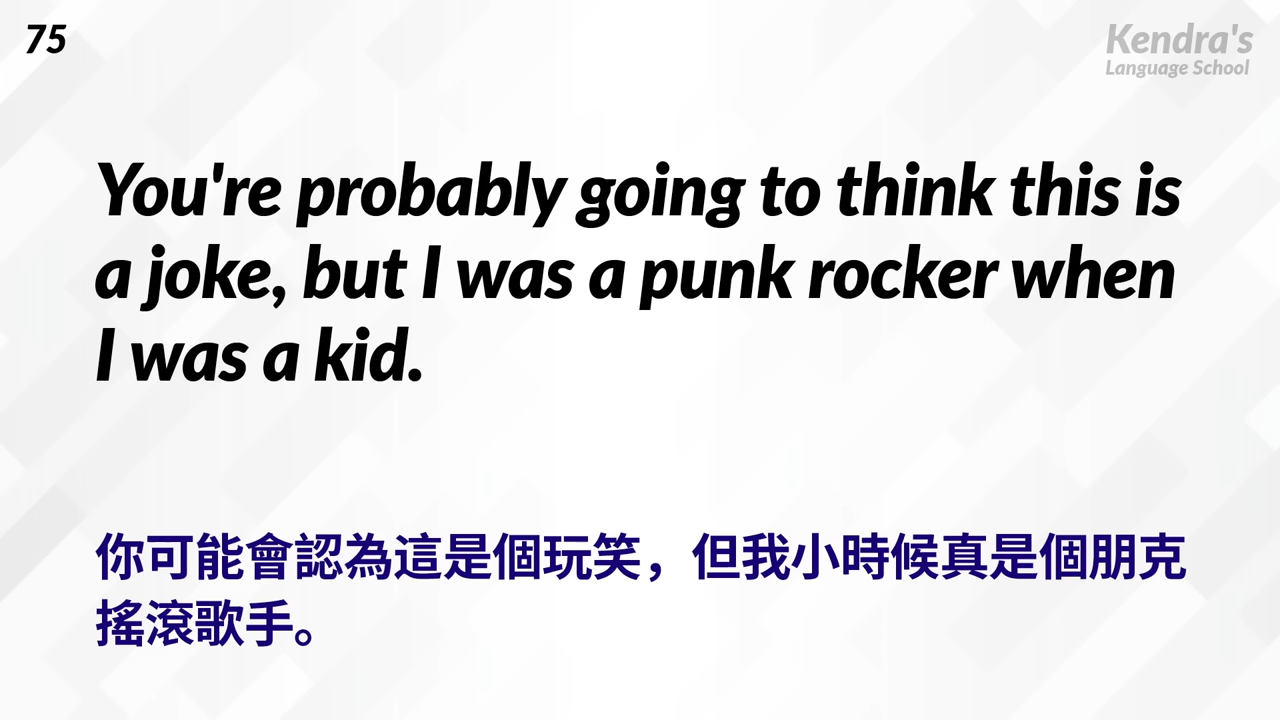 75
Kendra's
Language School
You're probably going to think this is
a joke, but I was a punk rocker when
I was a kid.
你可能會認為這是個玩笑，但我小時候真是個朋克
搖滾歌手。